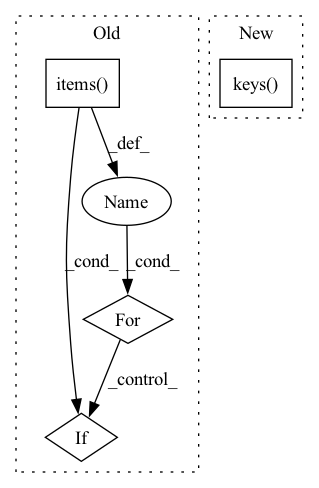 Old
New
items()
keys()
_def_
Name
_cond_
_cond_
For
_control_
If